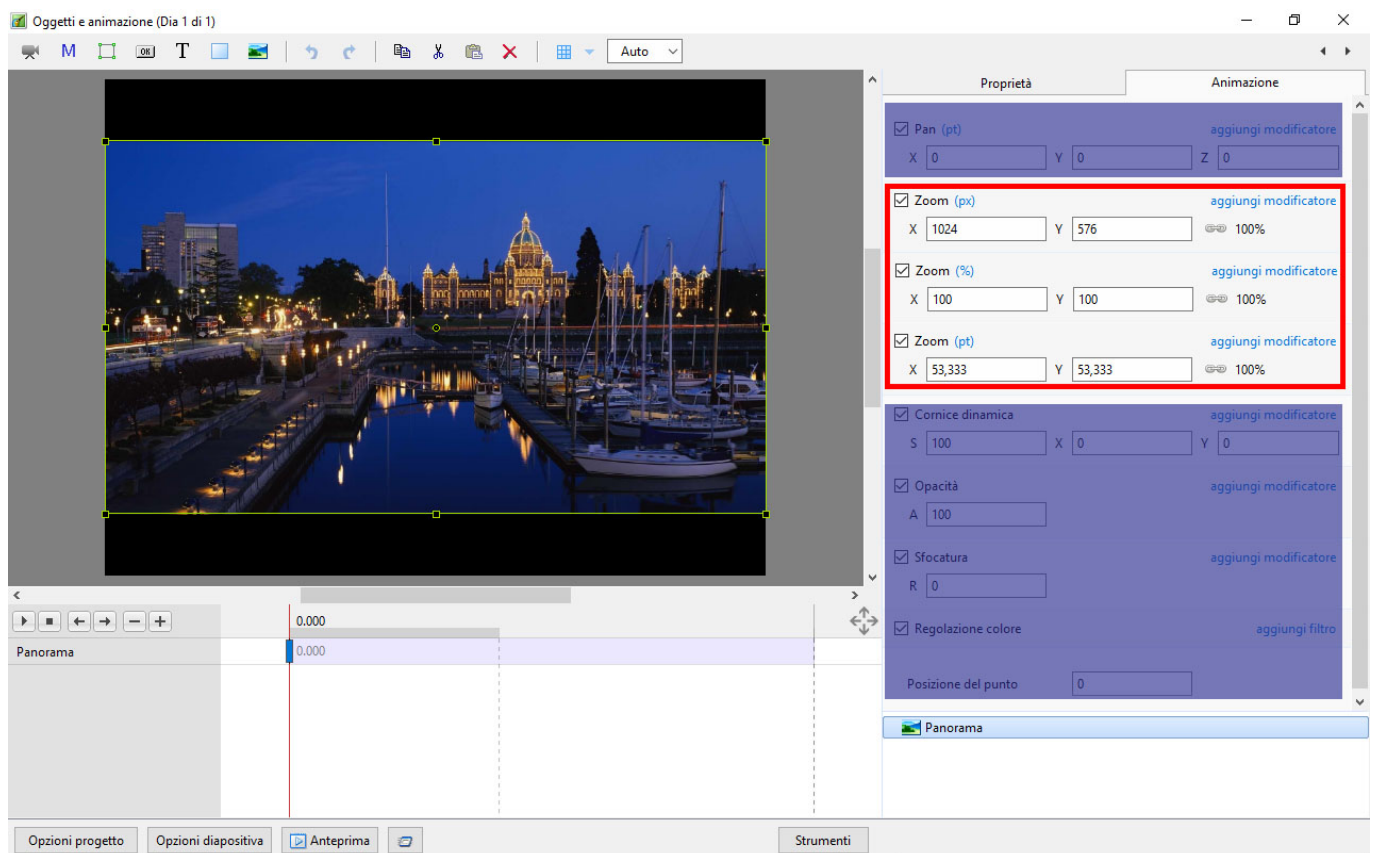 Oggetti e animazione (Dia 1 di 1)
M OK T Auto
Proprietà Animazione
Pan (pt) aggiungi modificatore
X 0 Y 0 Z 0
Zoom (px) aggiungi modificatore
X 1024 Y 576 100%
Zoom (%) aggiungi modificatore
X 100 Y 100 100%
Zoom (pt) aggiungi modificatore
X 53,333 Y 53,333 100%
Cornice dinamica aggiungi modificatore
S 100 X 0 Y 0
Opacità aggiungi modificatore
A 100
Sfocatura aggiungi modificatore
R 0
Regolazione colore aggiungi filtro
Posizione del punto 0
0.000
Panorama 0.000
Panorama
Opzioni progetto Opzioni diapositiva Anteprima Strumenti